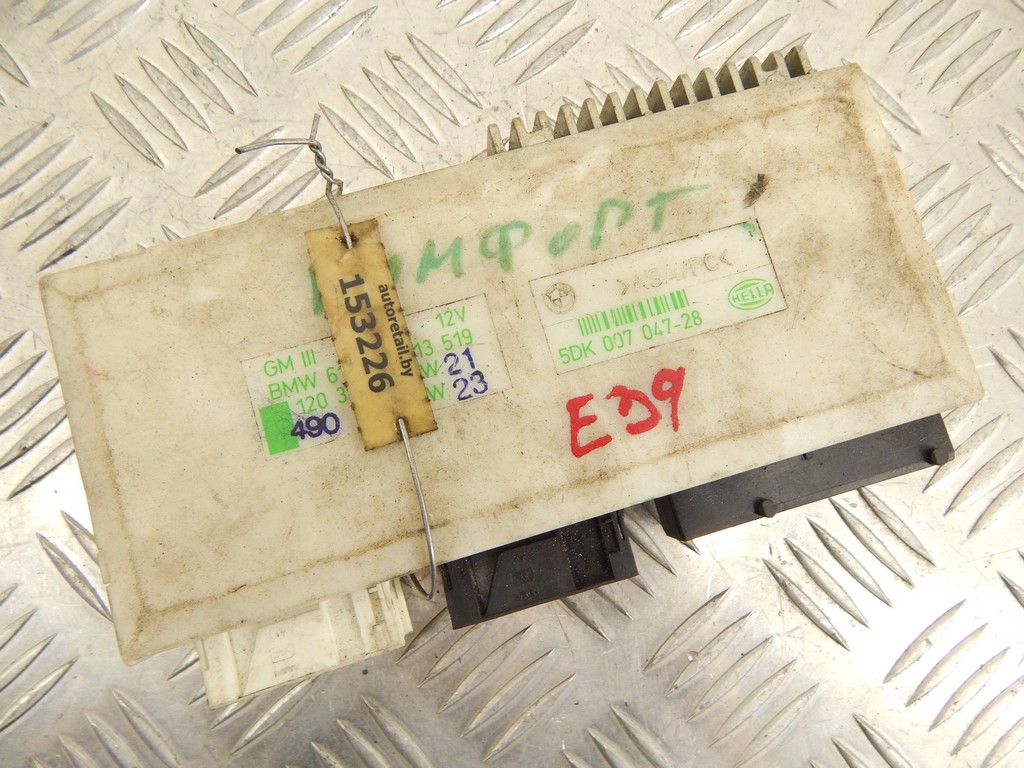 КОМФОРТ
autoretail.by
153226
GM III 12V
BMW 6 13 519
120 3 W 21
490 W 23
HELLA
5DK 007 047-28
ED9